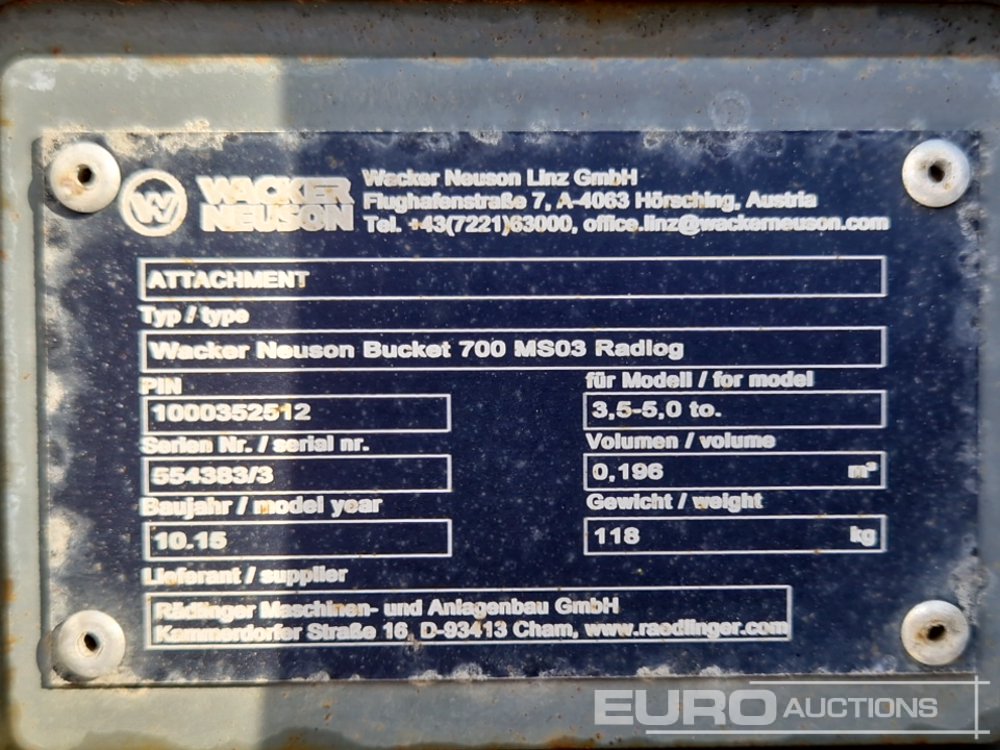 WACKER
NEUSON
Wacker Neuson Linz GmbH
Flughafenstraße 7, A-4063 Hörsching, Austria
Tel. +43(7221)63000, office.linz@wackerneuson.com
ATTACHMENT
Typ / type
Wacker Neuson Bucket 700 MS03 Radlog
PIN
1000352512
für Modell / for model
3,5-5,0 to.
Serien Nr. / serial nr.
554383/3
Volumen / volume
0,196 m³
Baujahr / model year
10.15
Gewicht / weight
118 kg
Lieferant / supplier
Rädlinger Maschinen- und Anlagenbau GmbH
Kammerdorfer Straße 16, D-93413 Cham, www.raedlinger.com
EURO AUCTIONS